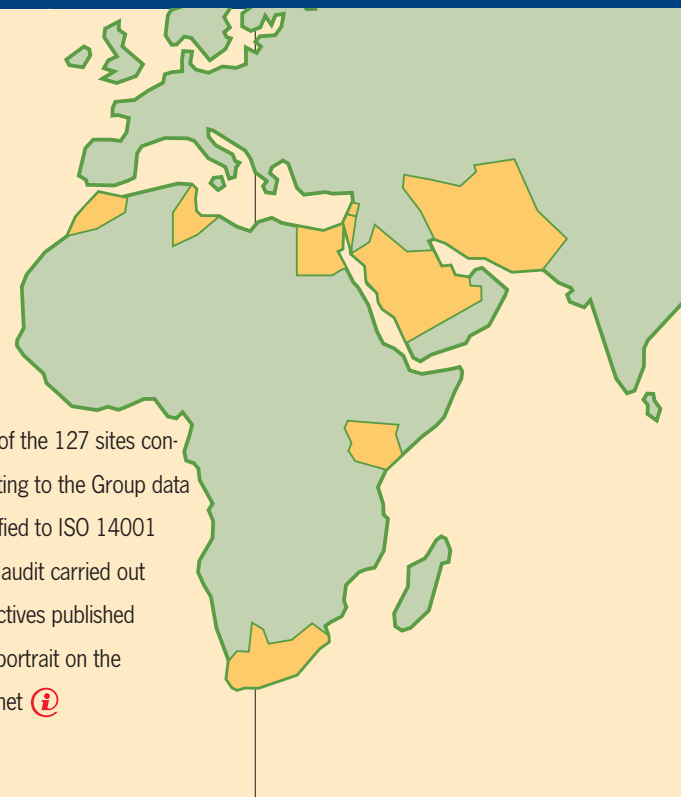 of the 127 sites con-
ting to the Group data
fied to ISO 14001
audit carried out
ctives published
portrait on the
net i